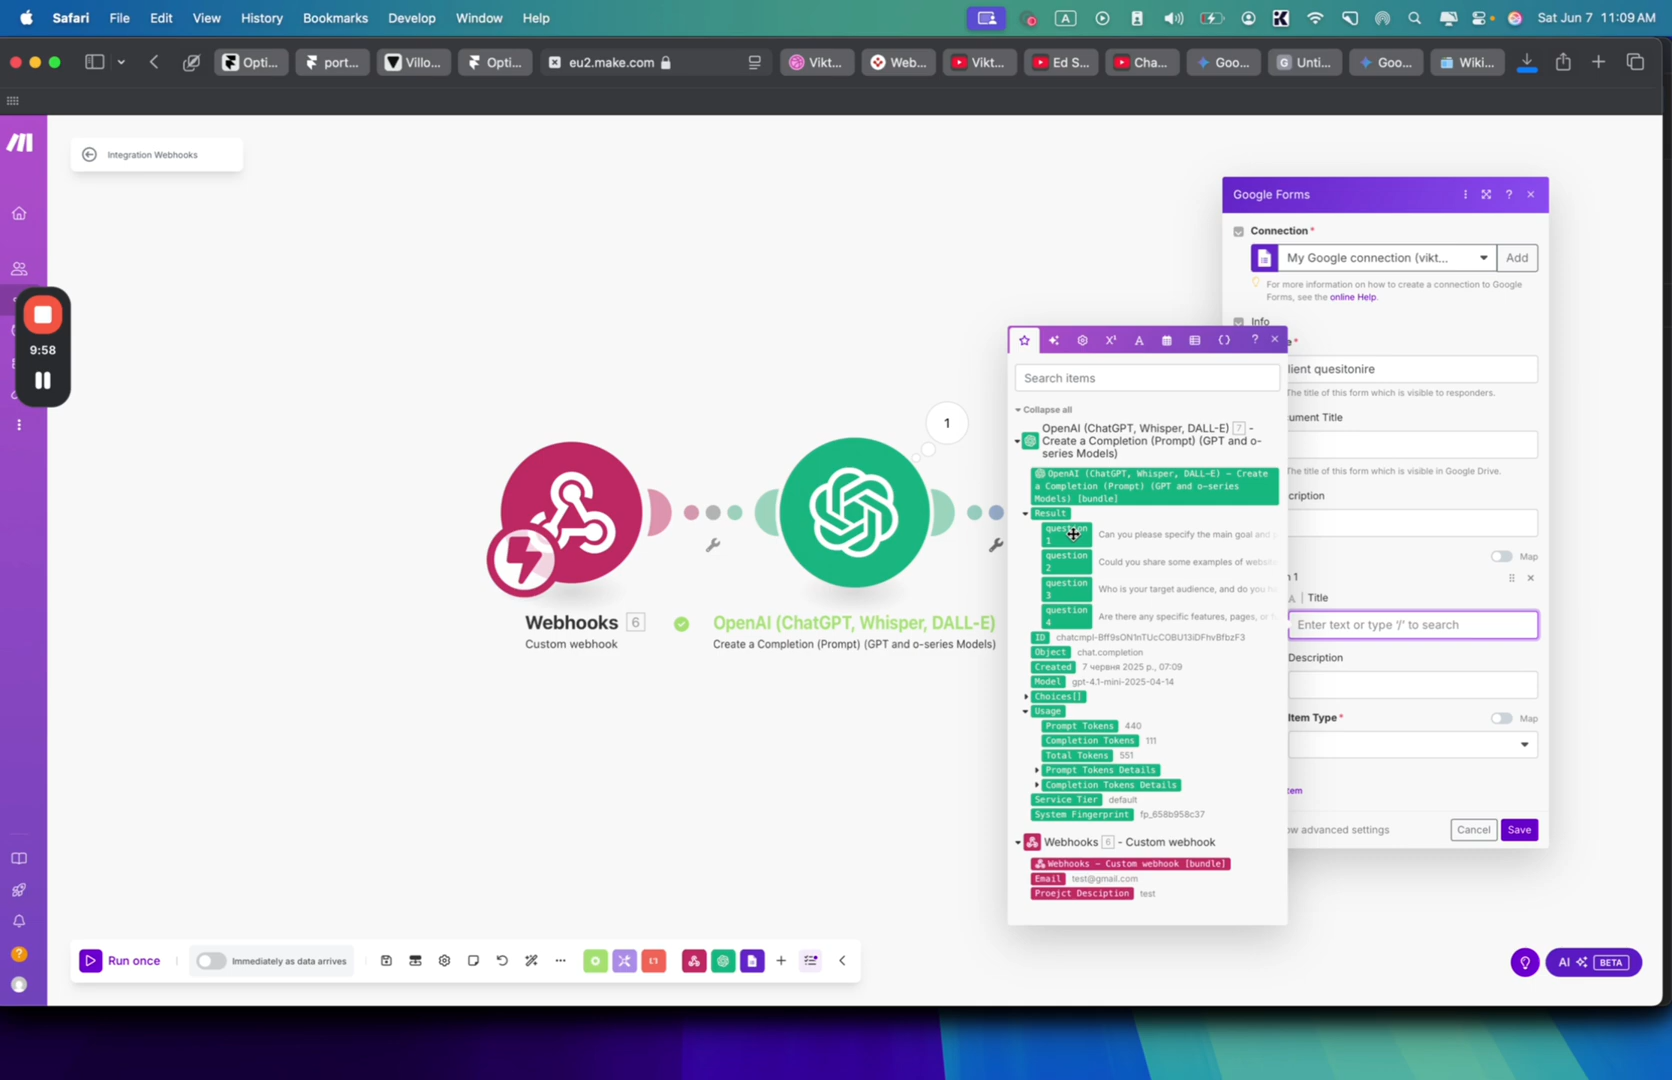 Safari File Edit View History Bookmarks Develop Window Help
A
Sat Jun 7 11:09 AM
Opti...
port...
Villo...
Opti...
eu2.make.com
Vikt...
Web...
Vikt...
Ed S...
Cha...
Goo...
Unti...
Goo...
Wiki...
Integration Webhooks
9:58
Webhooks 6
Custom webhook
1
OpenAI (ChatGPT, Whisper, DALL-E)
Create a Completion (Prompt) (GPT and o-series Models)
Search items
Collapse all
OpenAI (ChatGPT, Whisper, DALL-E) 7 -
Create a Completion (Prompt) (GPT and o-
series Models)
OpenAI (ChatGPT, Whisper, DALL-E) – Create
a Completion (Prompt) (GPT and o-series
Models) [bundle]
Result
question
1
Can you please specify the main goal and
question
2
Could you share some examples of websi
question
3
Who is your target audience, and do you h
question
4
Are there any specific features, pages, or
ID chatcmpl-Bff9sON1nTUcCOBU13iDFhvBfbzF3
Object chat.completion
Created 7 червня 2025 р., 07:09
Model gpt-4.1-mini-2025-04-14
Choices[]
Usage
Prompt Tokens 440
Completion Tokens 111
Total Tokens 551
Prompt Tokens Details
Completion Tokens Details
Service Tier default
System Fingerprint fp_658b958c37
Webhooks 6 - Custom webhook
Webhooks – Custom webhook [bundle]
Email test@gmail.com
Proejct Desciption test
Google Forms
Connection *
My Google connection (vikt...
Add
For more information on how to create a connection to Google
Forms, see the online Help.
Info
e *
lient quesitonire
The title of this form which is visible to responders.
ument Title
The title of this form which is visible in Google Drive.
cription
Map
n 1
A | Title
Enter text or type '/' to search
Description
Item Type * Map
tem
ow advanced settings
Cancel
Save
Run once
Immediately as data arrives
AI BETA